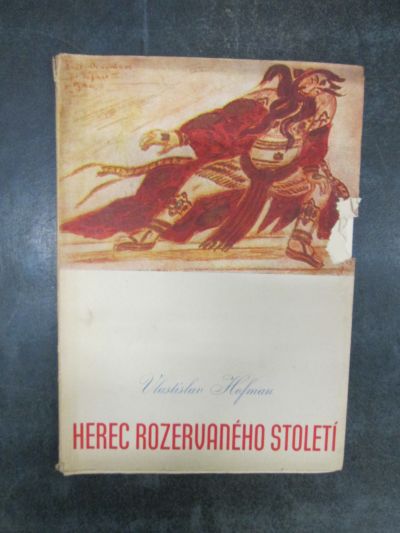 Vlastislav Hofman
HEREC ROZERVANÉHO STOLETÍ